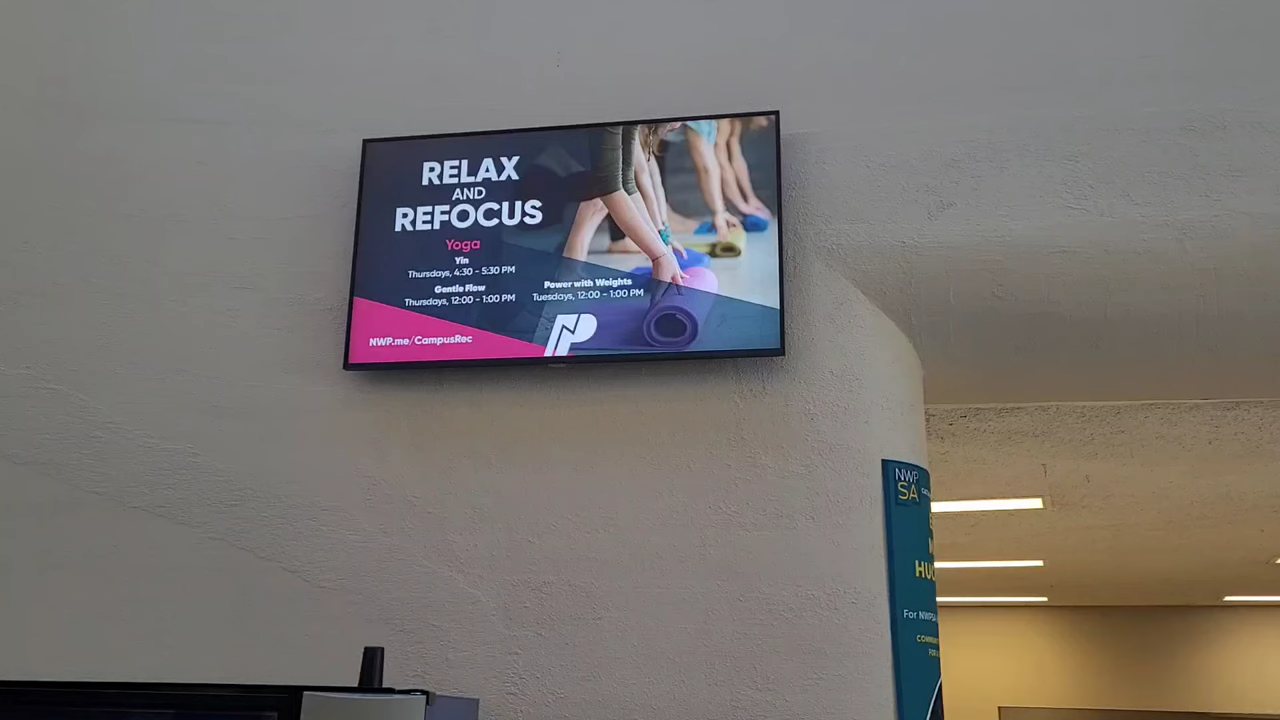 RELAX
AND
REFOCUS
Yoga
Yin
Thursdays, 4:30 - 5:30 PM
Gentle Flow
Thursdays, 12:00 - 1:00 PM
Power with Weights
Tuesdays, 12:00 - 1:00 PM
NWP.me/CampusRec
NWP
SA
For NWPSA